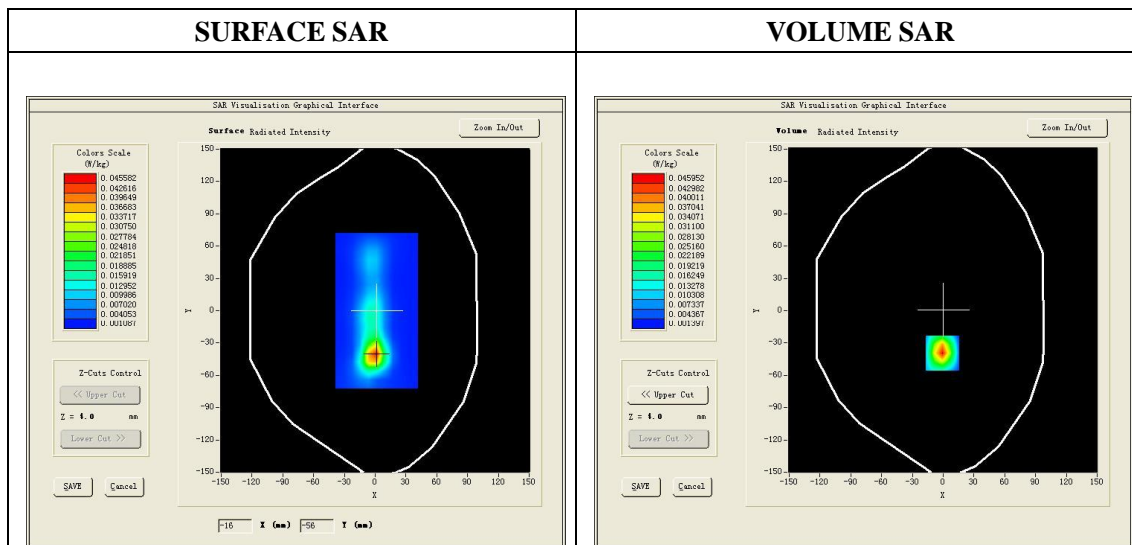 SURFACE SAR
VOLUME SAR
SAR Visualisation Graphical Interface
Surface Radiated Intensity
Zoom In/Out
Colors Scale
(W/kg)
0.045582
0.042616
0.039649
0.036683
0.033717
0.030750
0.027784
0.024818
0.021851
0.018885
0.015919
0.012952
0.009986
0.007020
0.004053
0.001087
Z-Cuts Control
<< Upper Cut
Z = 4.0 mm
Lower Cut >>
SAVE Cancel
150
120
90
60
30
0
-30
-60
-90
-120
-150
Y
-150 -120 -90 -60 -30 0 30 60 90 120 150
X
-16 X (mm) -56 Y (mm)
SAR Visualisation Graphical Interface
Volume Radiated Intensity
Zoom In/Out
Colors Scale
(W/kg)
0.045952
0.042982
0.040011
0.037041
0.034071
0.031100
0.028130
0.025160
0.022189
0.019219
0.016249
0.013278
0.010308
0.007337
0.004367
0.001397
Z-Cuts Control
<< Upper Cut
Z = 4.0 mm
Lower Cut >>
SAVE Cancel
150
120
90
60
30
0
-30
-60
-90
-120
-150
Y
-150 -120 -90 -60 -30 0 30 60 90 120 150
X